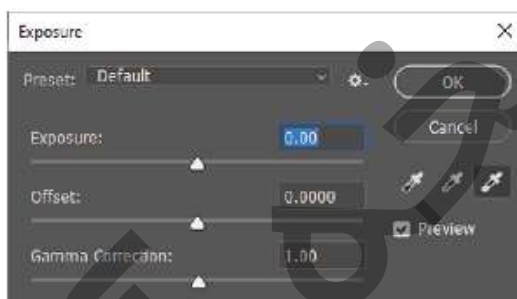 Exposure
Preset: Default
OK
Cancel
Exposure: 0.00
Offset: 0.0000
Preview
Gamma Correction: 1.00